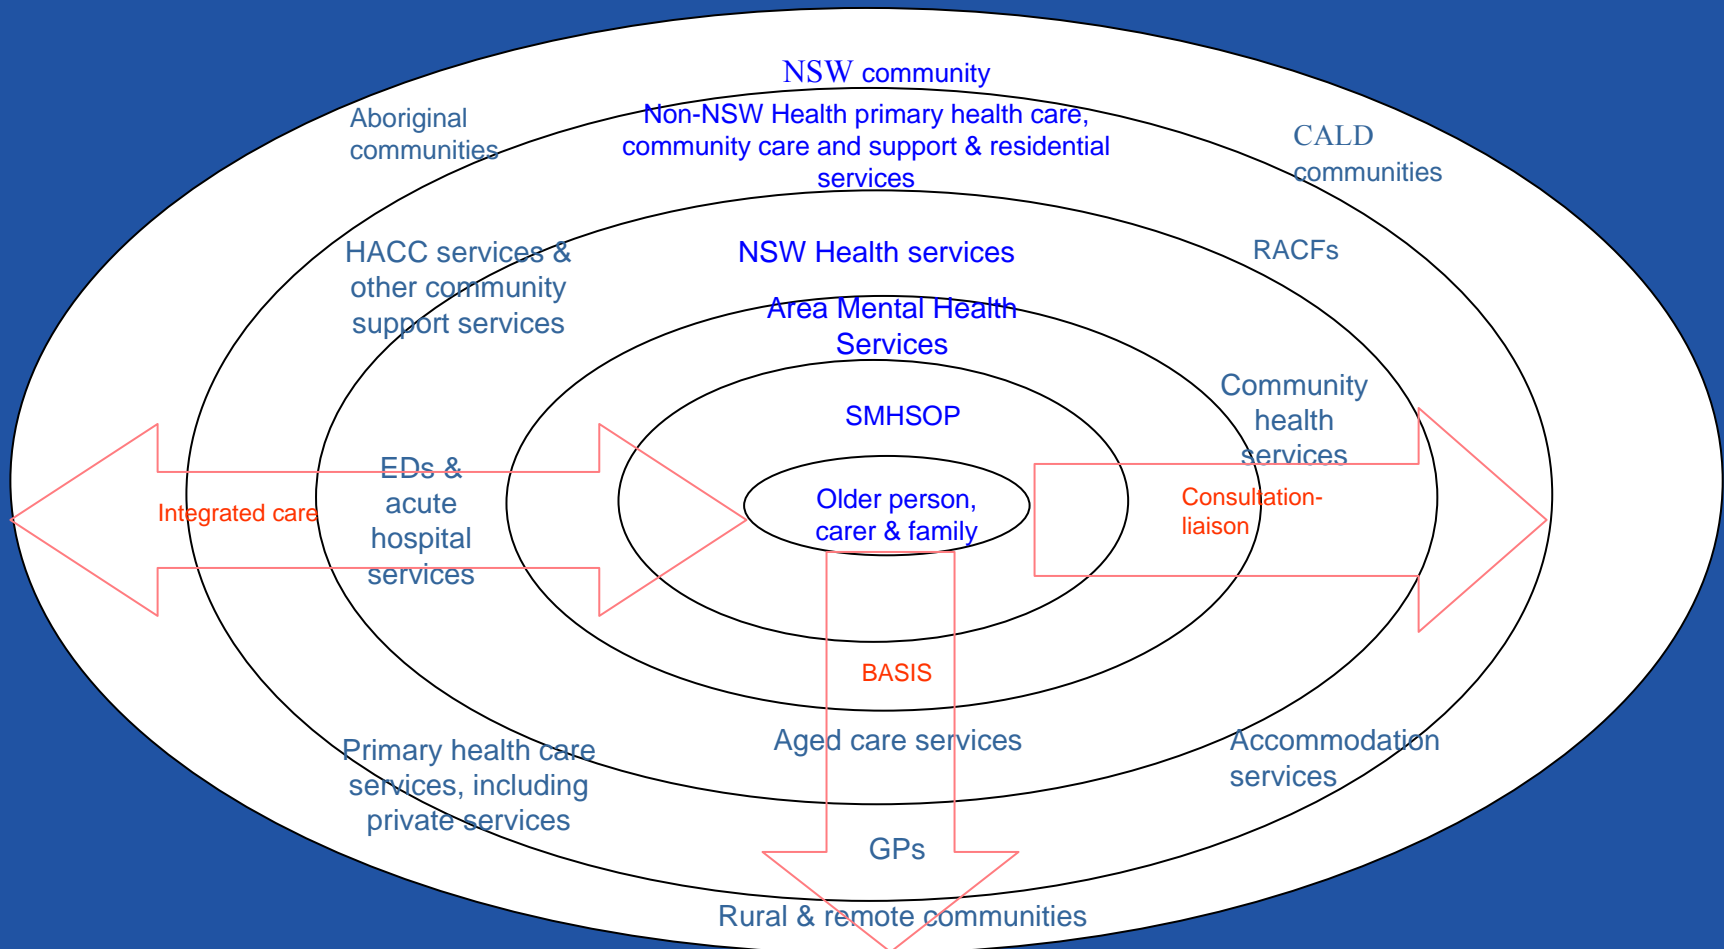 NSW community
Aboriginal
communities
Non-NSW Health primary health care,
community care and support & residential
services
CALD
communities
HACC services &
other community
support services
NSW Health services
RACFs
Area Mental Health
Services
Community
health
services
SMHSOP
EDs &
acute
hospital
services
Integrated care
Older person,
carer & family
Consultation-
liaison
BASIS
Primary health care
services, including
private services
Aged care services
Accommodation
services
GPs
Rural & remote communities